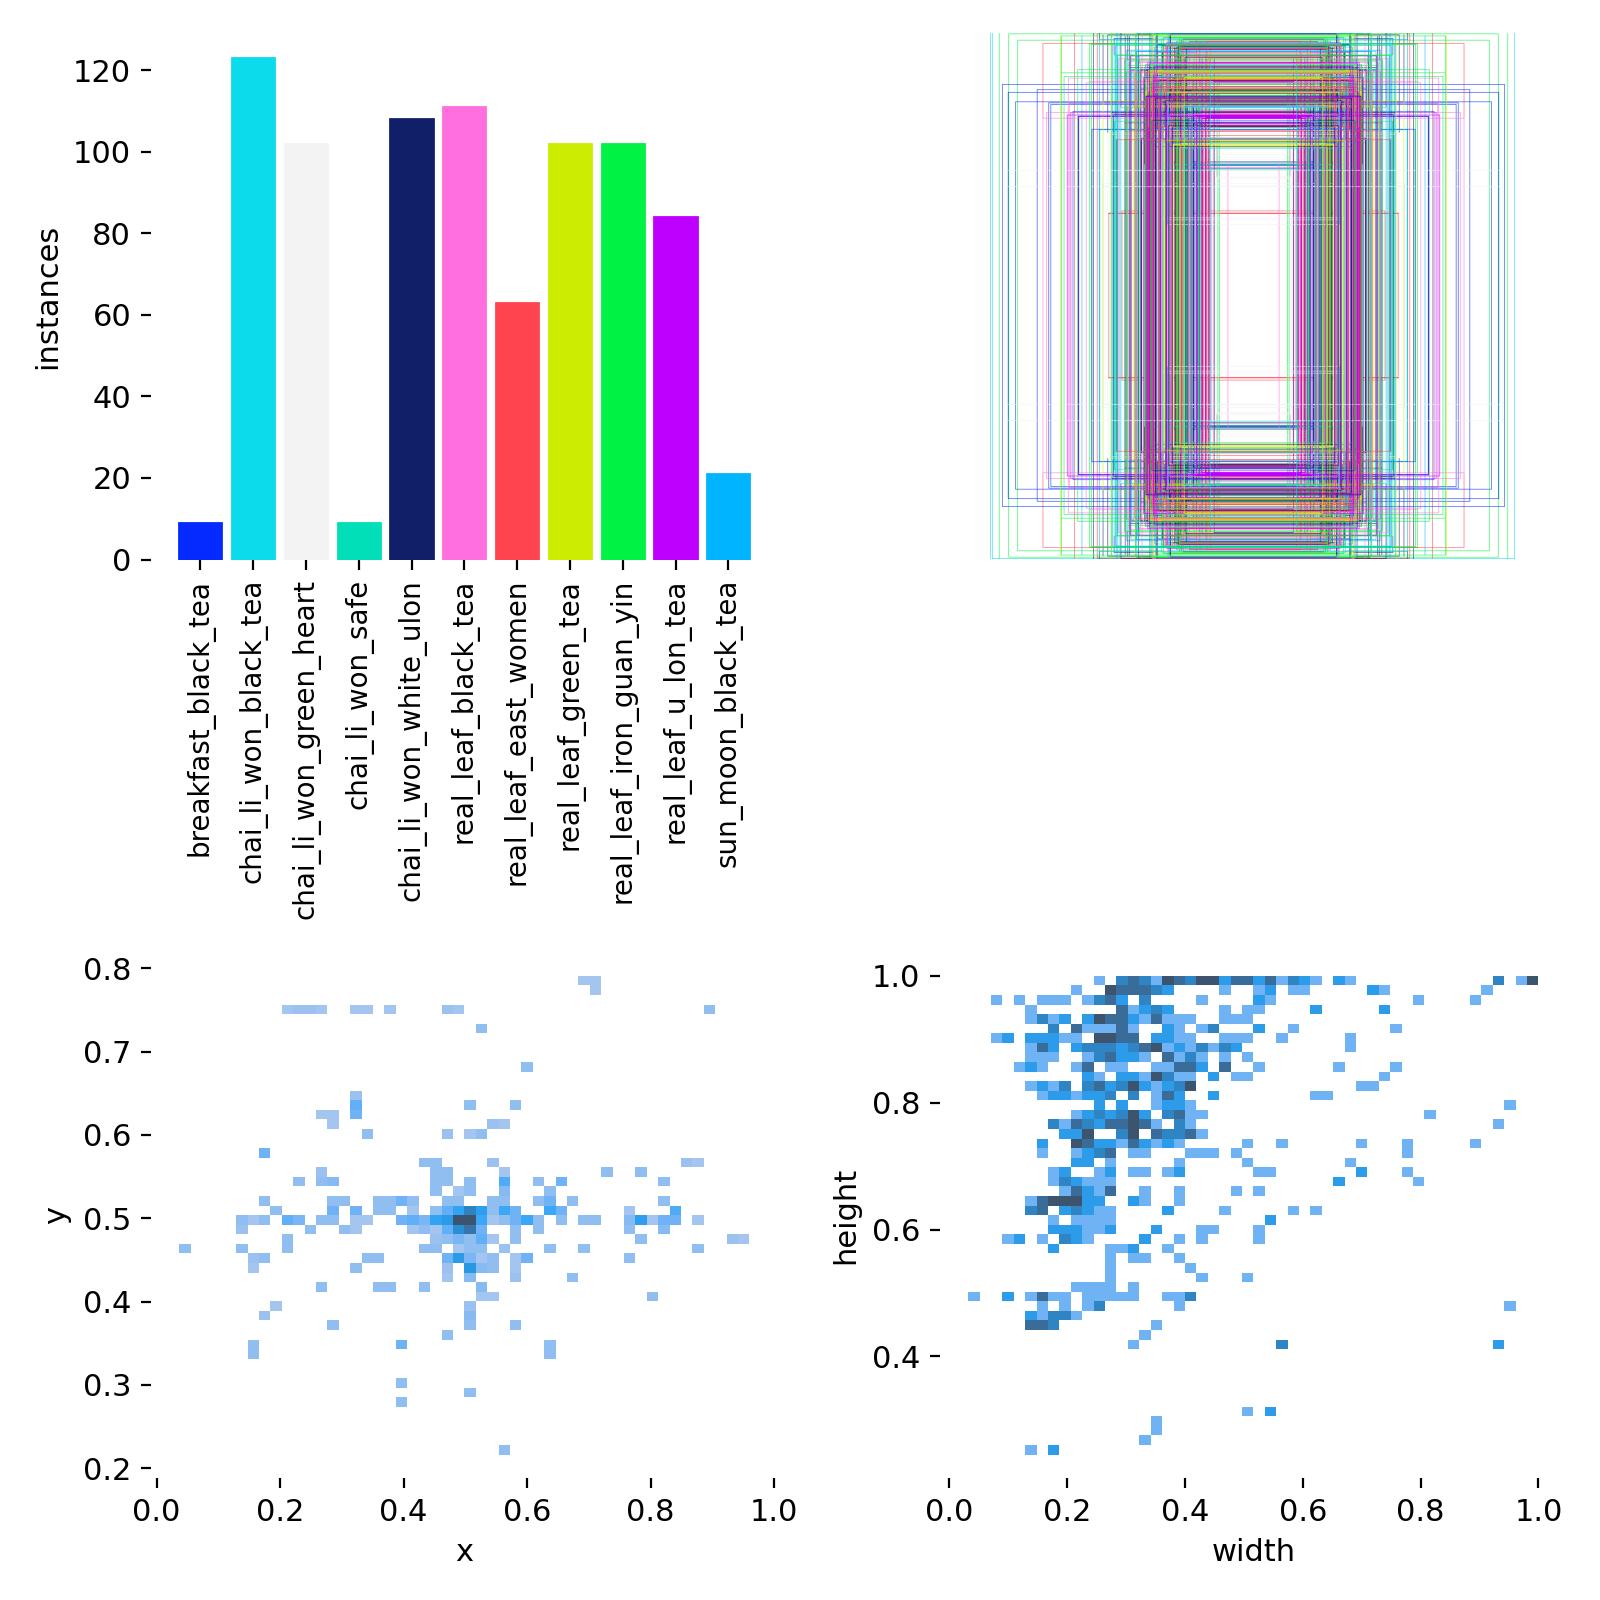 instances
120
100
80
60
40
20
0
breakfast_black_tea
chai_li_won_black_tea
chai_li_won_green_heart
chai_li_won_safe
chai_li_won_white_ulon
real_leaf_black_tea
real_leaf_east_women
real_leaf_green_tea
real_leaf_iron_guan_yin
real_leaf_u_lon_tea
sun_moon_black_tea
y
0.8
0.7
0.6
0.5
0.4
0.3
0.2
0.0 0.2 0.4 0.6 0.8 1.0
x
height
1.0
0.8
0.6
0.4
0.0 0.2 0.4 0.6 0.8 1.0
width